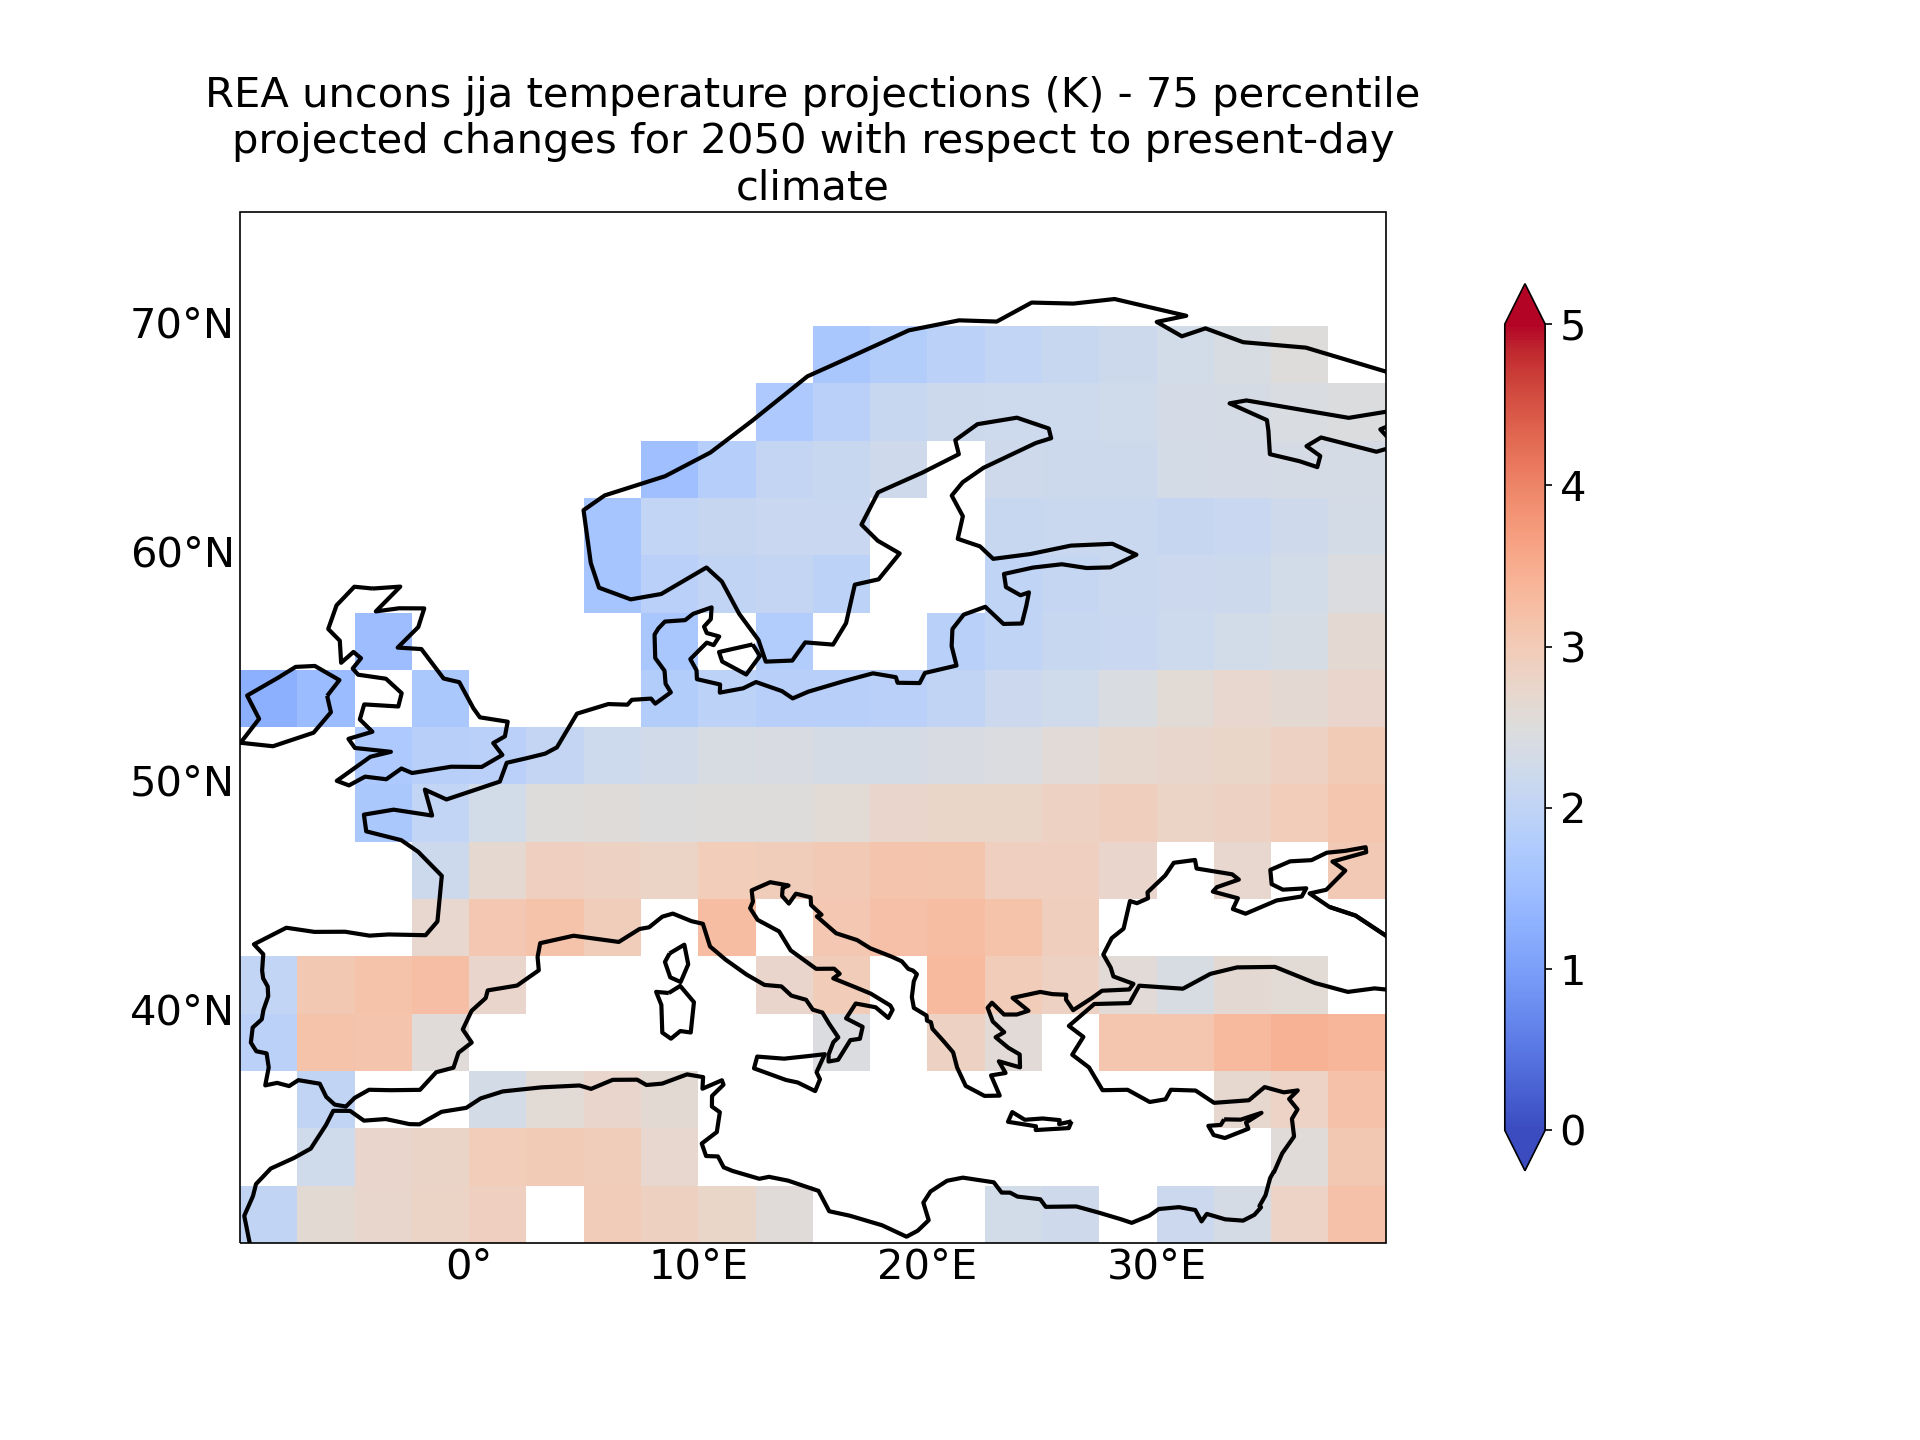 REA uncons jja temperature projections (K) - 75 percentile
projected changes for 2050 with respect to present-day
climate
70°N
60°N
50°N
40°N
0°
10°E
20°E
30°E
5
4
3
2
1
0